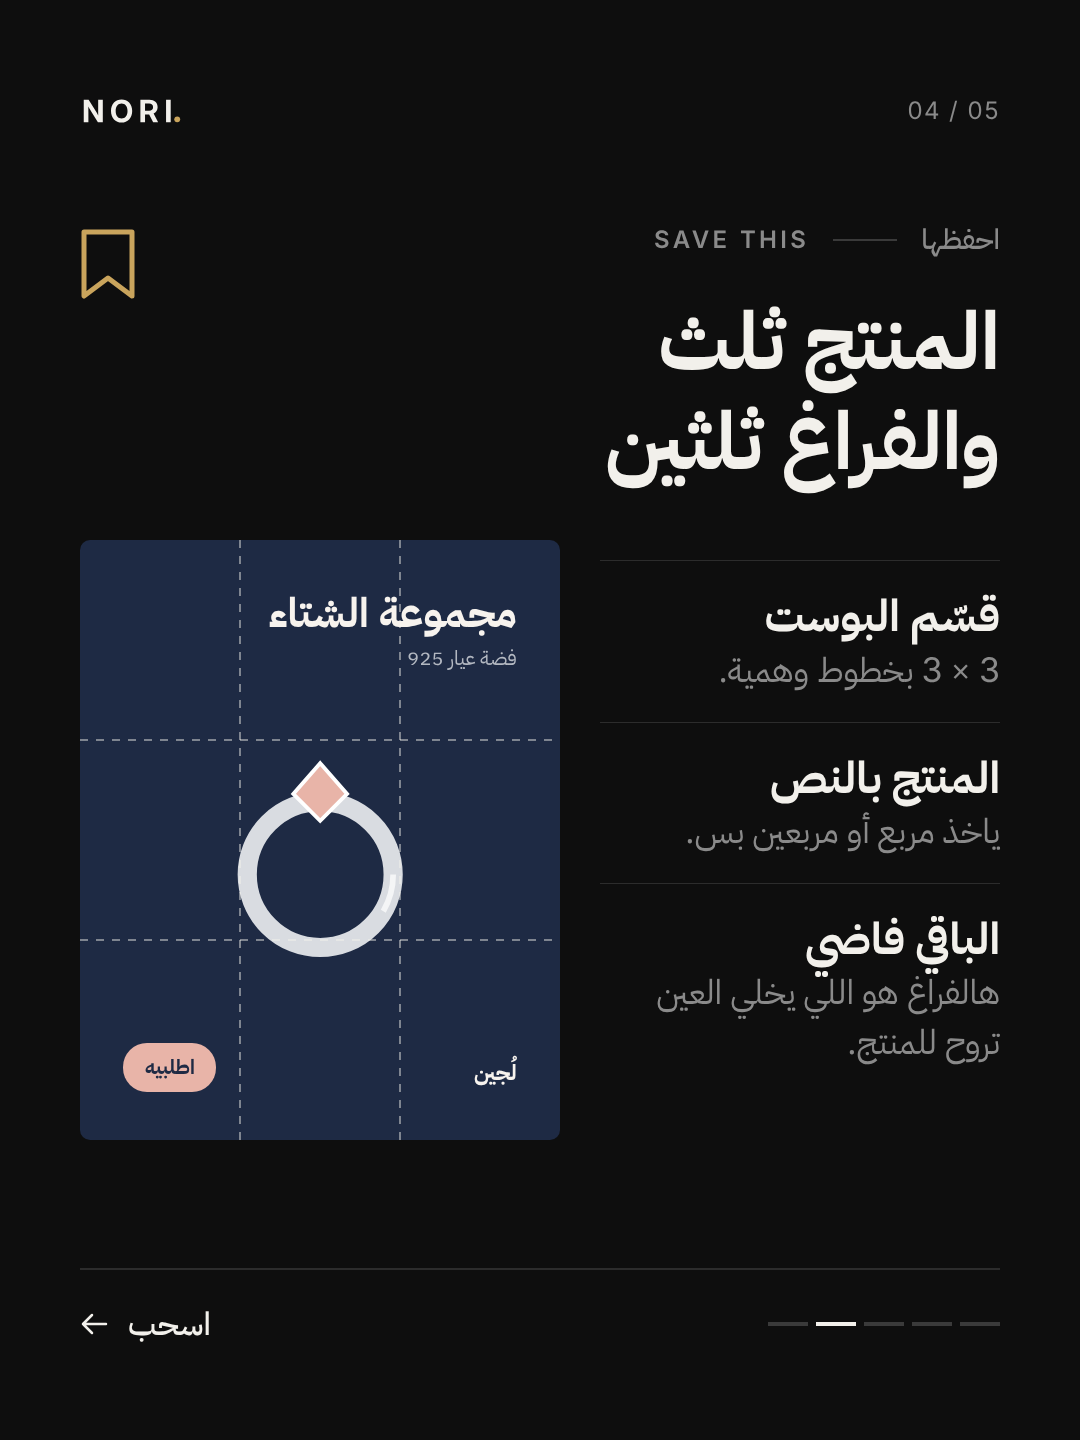 NORI.
04 / 05
احفظها — SAVE THIS
المنتج ثلث
والفراغ ثلثين
قسّم البوست
3 × 3 بخطوط وهمية.
المنتج بالنص
ياخذ مربع أو مربعين بس.
الباقي فاضي
هالفراغ هو اللي يخلي العين
تروح للمنتج.
مجموعة الشتاء
فضة عيار 925
لُجين
اطلبيه
اسحب ←